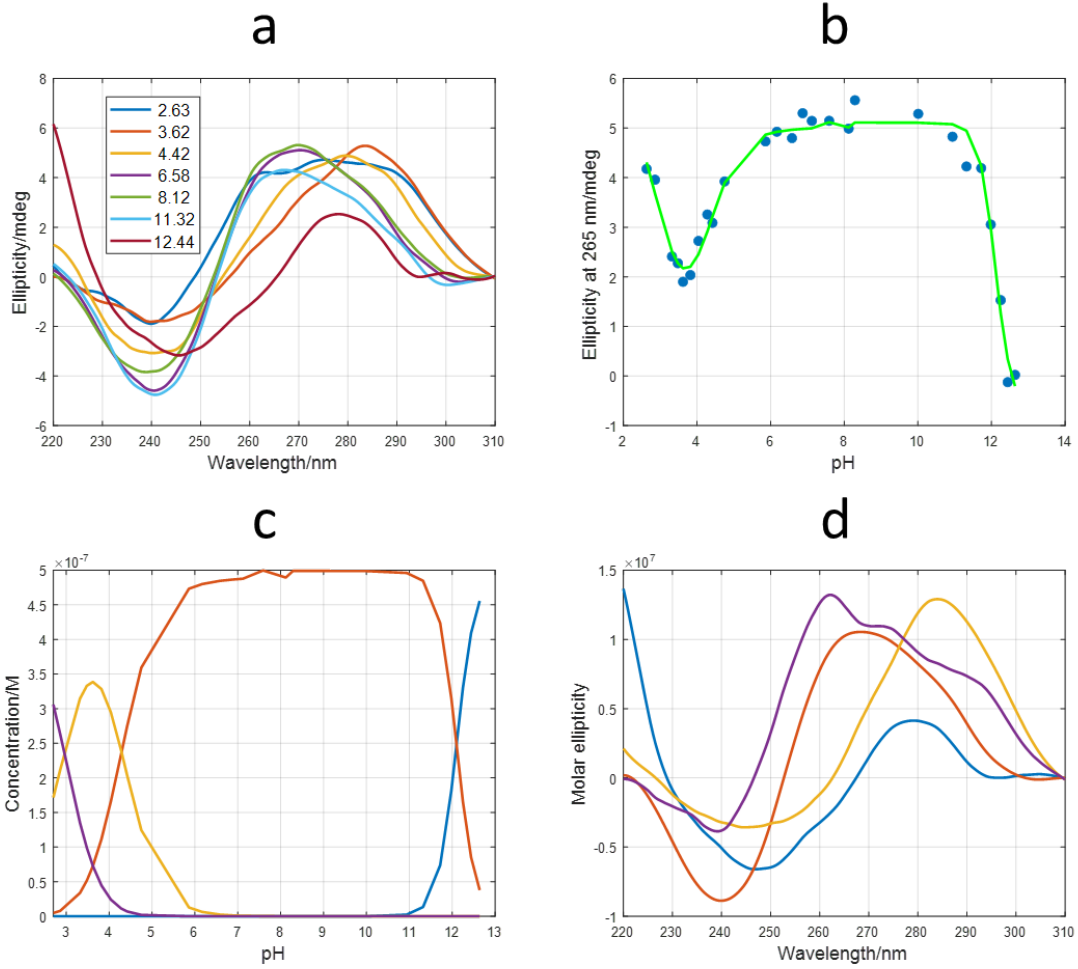 a
8
6
4
2
0
-2
-4
-6
220 230 240 250 260 270 280 290 300 310
Ellipticity/mdeg
Wavelength/nm
2.63
3.62
4.42
6.58
8.12
11.32
12.44
b
6
5
4
3
2
1
0
-1
2 4 6 8 10 12 14
Ellipticity at 265 nm/mdeg
pH
c
×10-7
5
4.5
4
3.5
3
2.5
2
1.5
1
0.5
0
3 4 5 6 7 8 9 10 11 12 13
Concentration/M
pH
d
×10^7
1.5
1
0.5
0
-0.5
-1
220 230 240 250 260 270 280 290 300 310
Molar ellipticity
Wavelength/nm